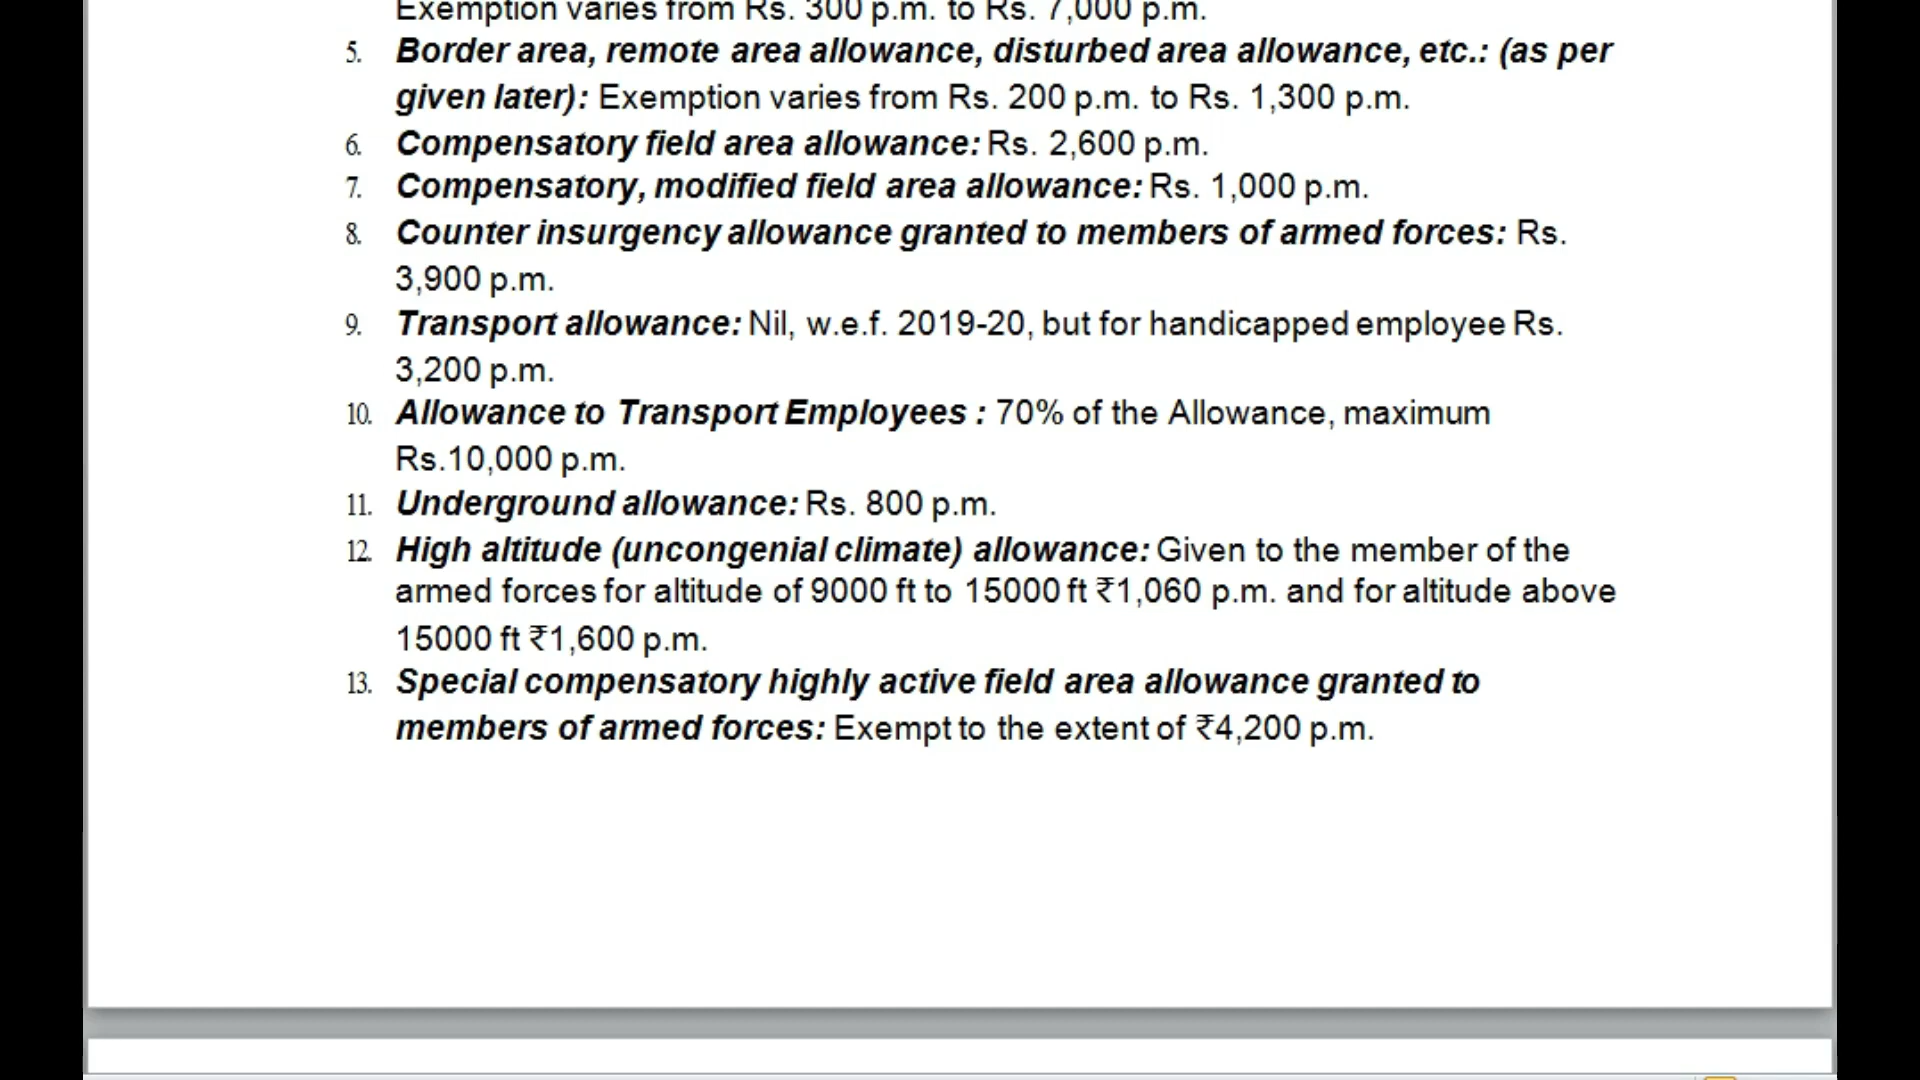 Exemption varies from Rs. 300 p.m. to Rs. 7,000 p.m.
5. Border area, remote area allowance, disturbed area allowance, etc.: (as per
given later): Exemption varies from Rs. 200 p.m. to Rs. 1,300 p.m.
6. Compensatory field area allowance: Rs. 2,600 p.m.
7. Compensatory, modified field area allowance: Rs. 1,000 p.m.
8. Counter insurgency allowance granted to members of armed forces: Rs.
3,900 p.m.
9. Transport allowance: Nil, w.e.f. 2019-20, but for handicapped employee Rs.
3,200 p.m.
10. Allowance to Transport Employees : 70% of the Allowance, maximum
Rs.10,000 p.m.
11. Underground allowance: Rs. 800 p.m.
12. High altitude (uncongenial climate) allowance: Given to the member of the
armed forces for altitude of 9000 ft to 15000 ft ₹1,060 p.m. and for altitude above
15000 ft ₹1,600 p.m.
13. Special compensatory highly active field area allowance granted to
members of armed forces: Exempt to the extent of ₹4,200 p.m.